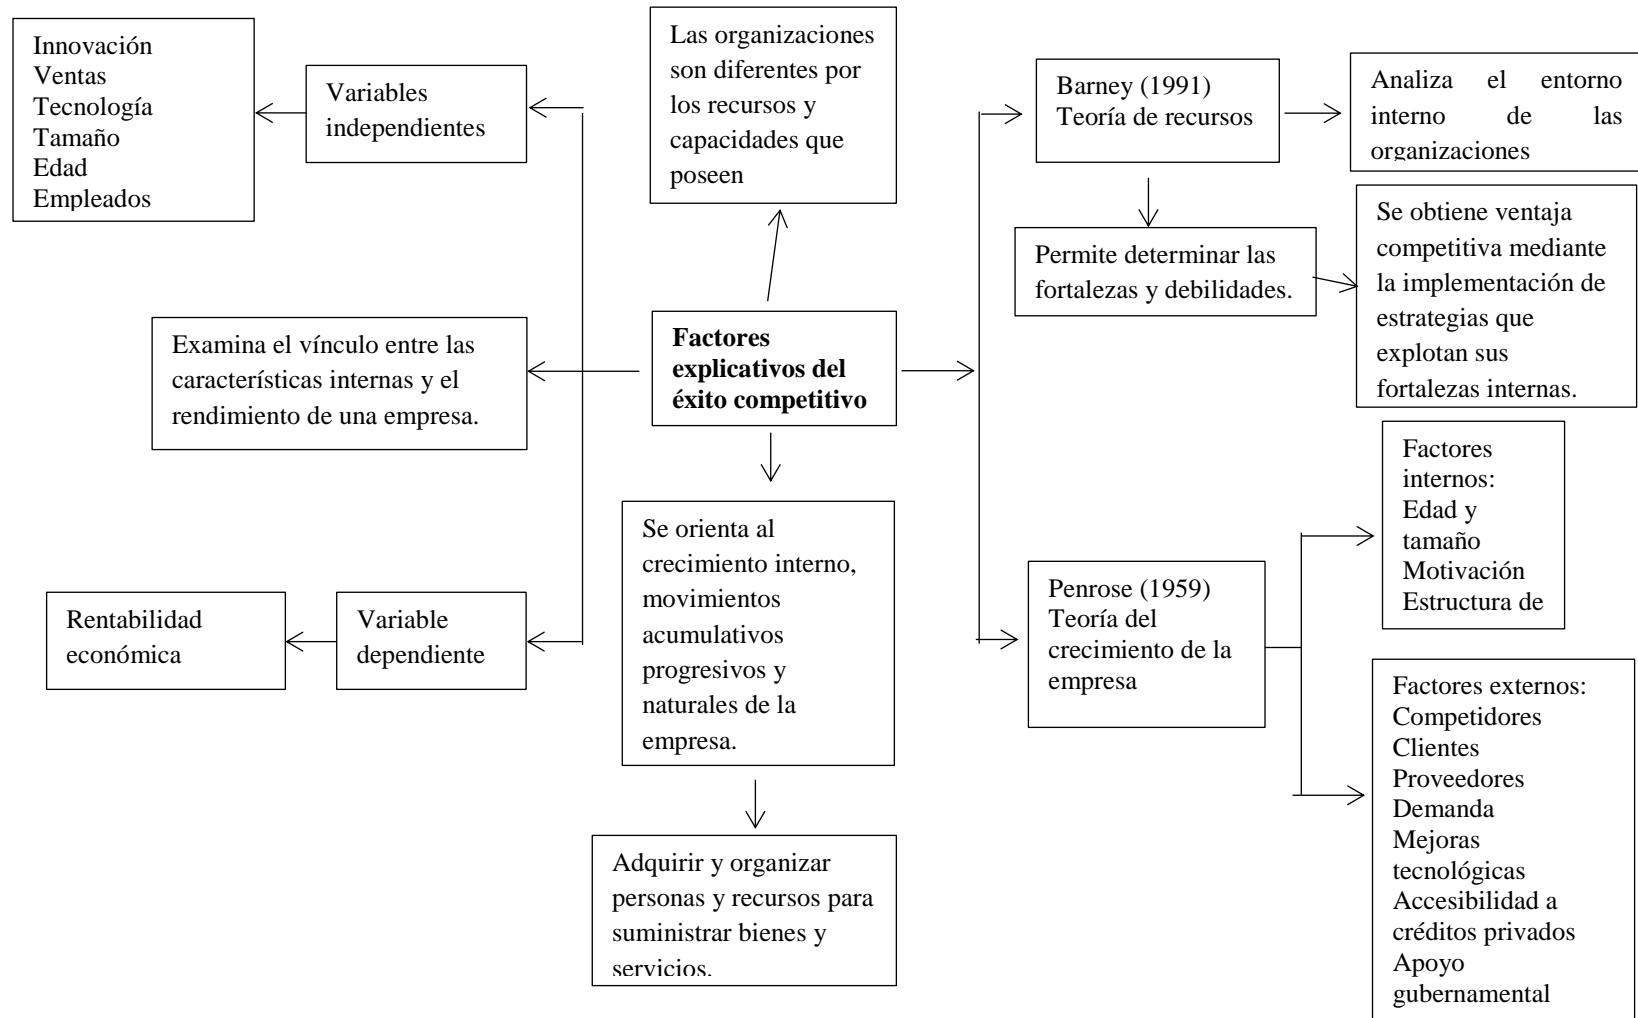 Innovación
Ventas
Tecnología
Tamaño
Edad
Empleados
Variables
independientes
Las organizaciones
son diferentes por
los recursos y
capacidades que
poseen
Barney (1991)
Teoría de recursos
Analiza el entorno
interno de las
organizaciones
Permite determinar las
fortalezas y debilidades.
Se obtiene ventaja
competitiva mediante
la implementación de
estrategias que
explotan sus
fortalezas internas.
Examina el vínculo entre las
características internas y el
rendimiento de una empresa.
Factores
explicativos del
éxito competitivo
Factores
internos:
Edad y
tamaño
Motivación
Estructura de
Se orienta al
crecimiento interno,
movimientos
acumulativos
progresivos y
naturales de la
empresa.
Penrose (1959)
Teoría del
crecimiento de la
empresa
Rentabilidad
económica
Variable
dependiente
Factores externos:
Competidores
Clientes
Proveedores
Demanda
Mejoras
tecnológicas
Accesibilidad a
créditos privados
Apoyo
gubernamental
Adquirir y organizar
personas y recursos para
suministrar bienes y
servicios.